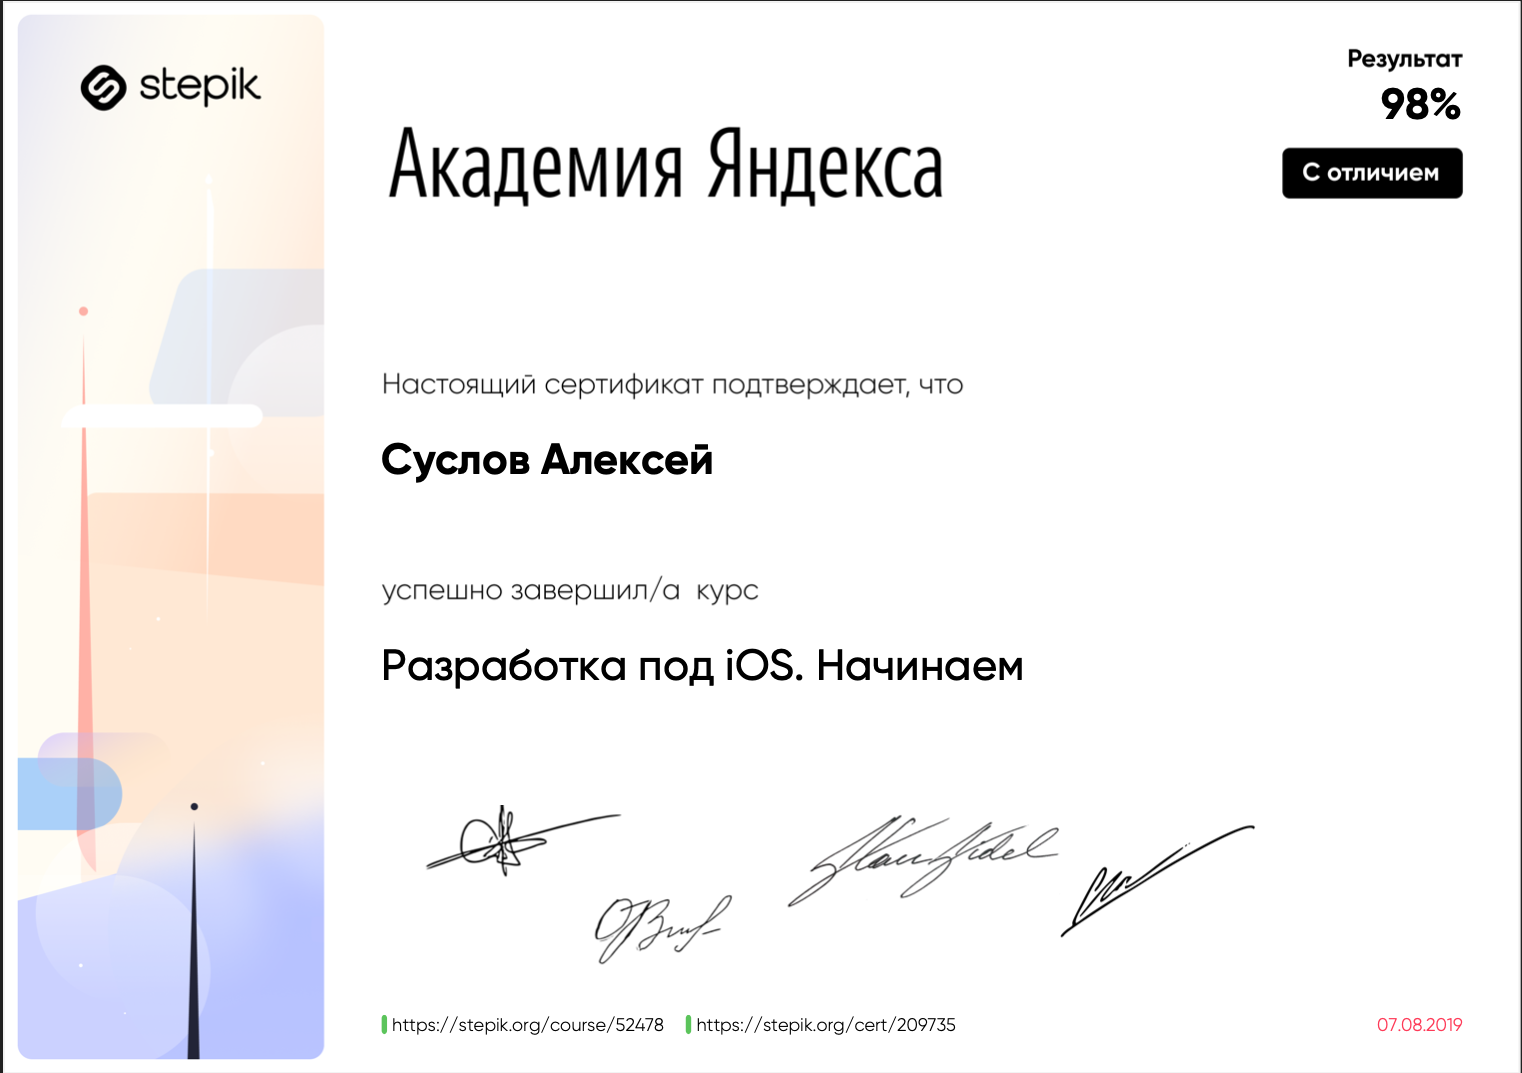 stepik
Результат
98%
С отличием
Академия Яндекса
Настоящий сертификат подтверждает, что
Суслов Алексей
успешно завершил/а курс
Разработка под iOS. Начинаем
https://stepik.org/course/52478 https://stepik.org/cert/209735
07.08.2019